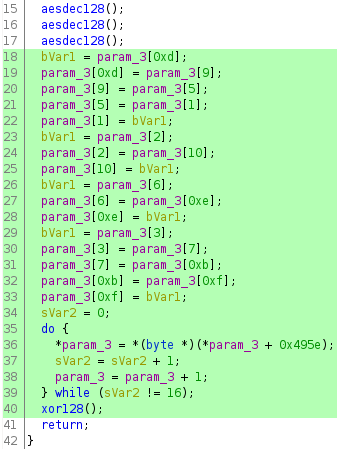 15 aesdec128();
16 aesdec128();
17 aesdec128();
18 bVar1 = param_3[0xd];
19 param_3[0xd] = param_3[9];
20 param_3[9] = param_3[5];
21 param_3[5] = param_3[1];
22 param_3[1] = bVar1;
23 bVar1 = param_3[2];
24 param_3[2] = param_3[10];
25 param_3[10] = bVar1;
26 bVar1 = param_3[6];
27 param_3[6] = param_3[0xe];
28 param_3[0xe] = bVar1;
29 bVar1 = param_3[3];
30 param_3[3] = param_3[7];
31 param_3[7] = param_3[0xb];
32 param_3[0xb] = param_3[0xf];
33 param_3[0xf] = bVar1;
34 sVar2 = 0;
35 do {
36 *param_3 = *(byte *)(*param_3 + 0x495e);
37 sVar2 = sVar2 + 1;
38 param_3 = param_3 + 1;
39 } while (sVar2 != 16);
40 xor128();
41 return;
42 }